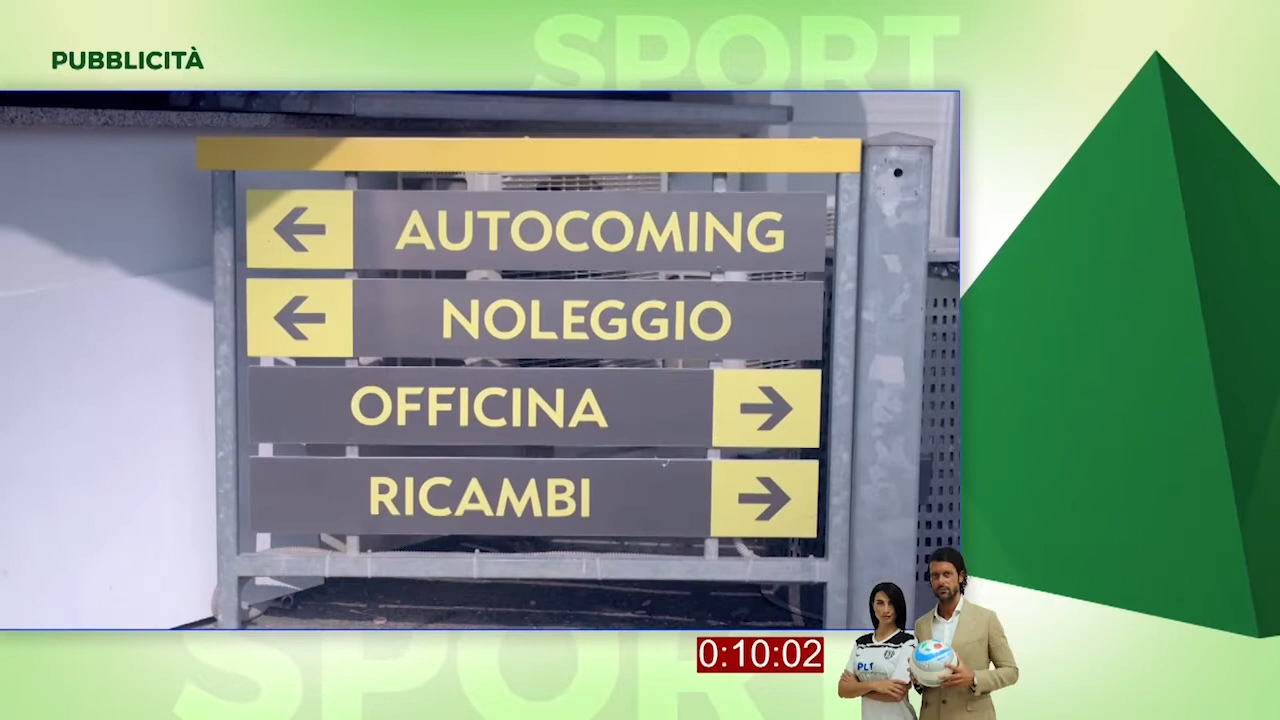 SPORT
PUBBLICITÀ
AUTOCOMING
NOLEGGIO
OFFICINA
RICAMBI
0:10:02
SPORT